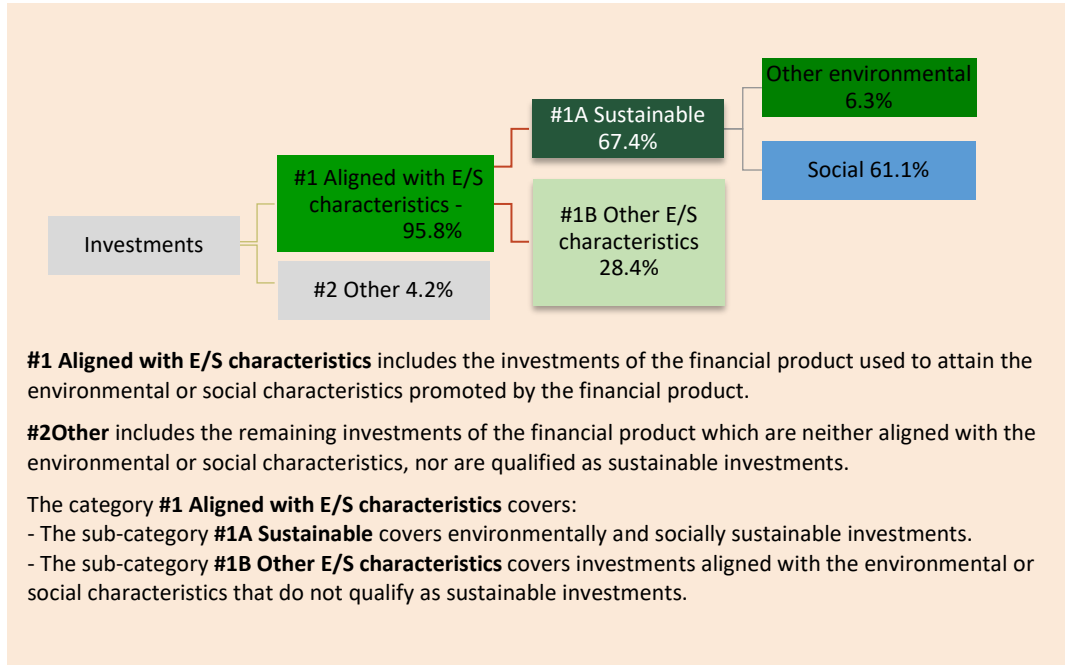 Other environmental
6.3%
#1A Sustainable
67.4%
Social 61.1%
#1 Aligned with E/S
characteristics -
95.8%
#1B Other E/S
characteristics
28.4%
Investments
#2 Other 4.2%
#1 Aligned with E/S characteristics includes the investments of the financial product used to attain the
environmental or social characteristics promoted by the financial product.
#2Other includes the remaining investments of the financial product which are neither aligned with the
environmental or social characteristics, nor are qualified as sustainable investments.
The category #1 Aligned with E/S characteristics covers:
- The sub-category #1A Sustainable covers environmentally and socially sustainable investments.
- The sub-category #1B Other E/S characteristics covers investments aligned with the environmental or
social characteristics that do not qualify as sustainable investments.